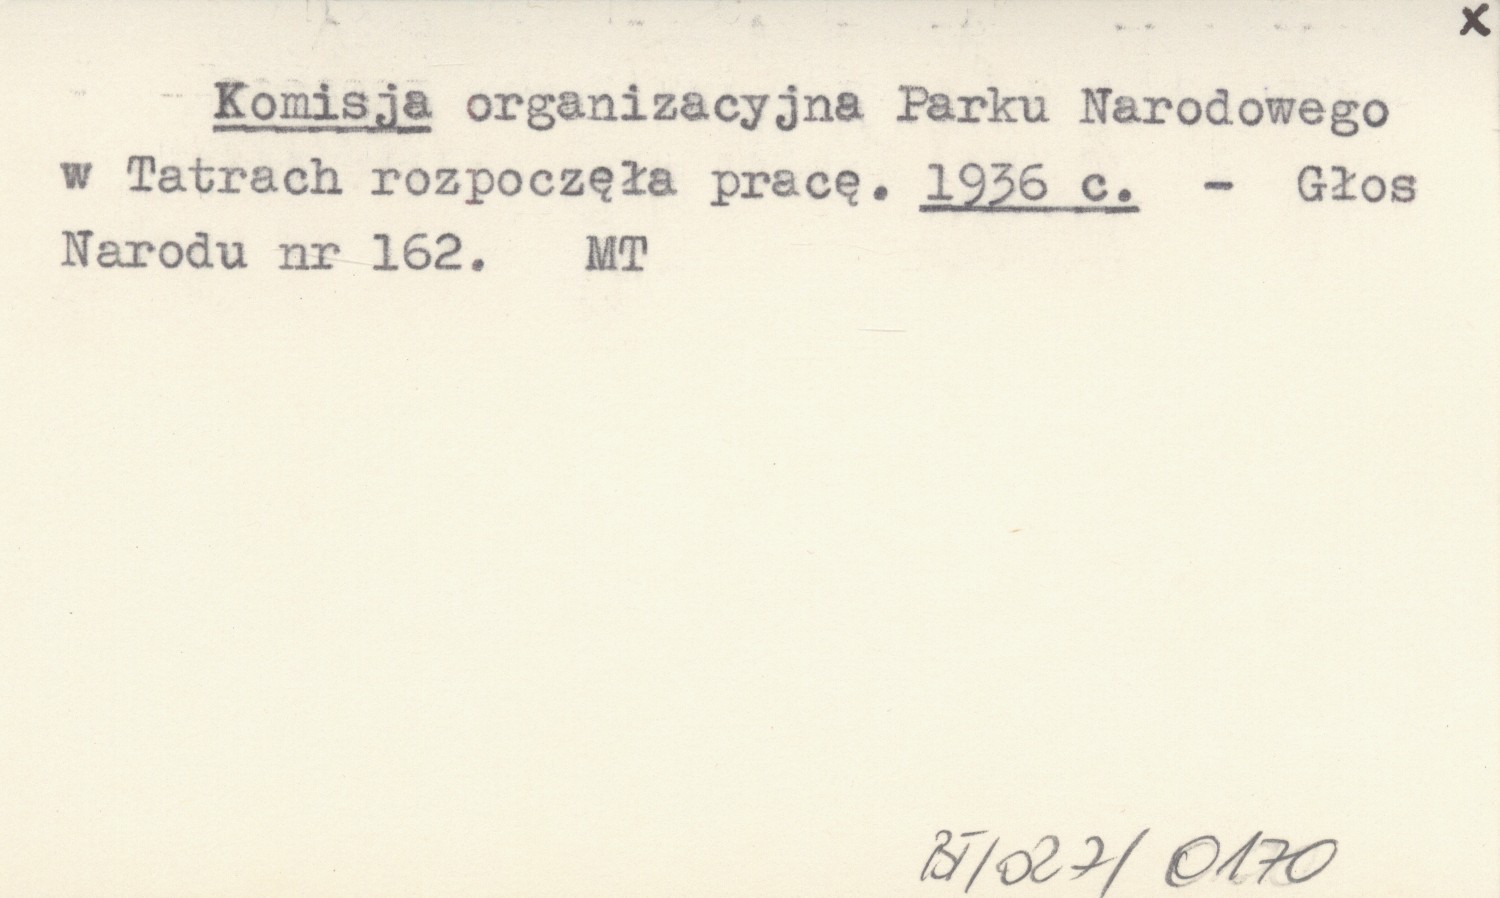 x
Komisja organizacyjna Parku Narodowego
w Tatrach rozpoczęła pracę. 1936 c. - Głos
Narodu nr 162. MT
BT/027/ 0170